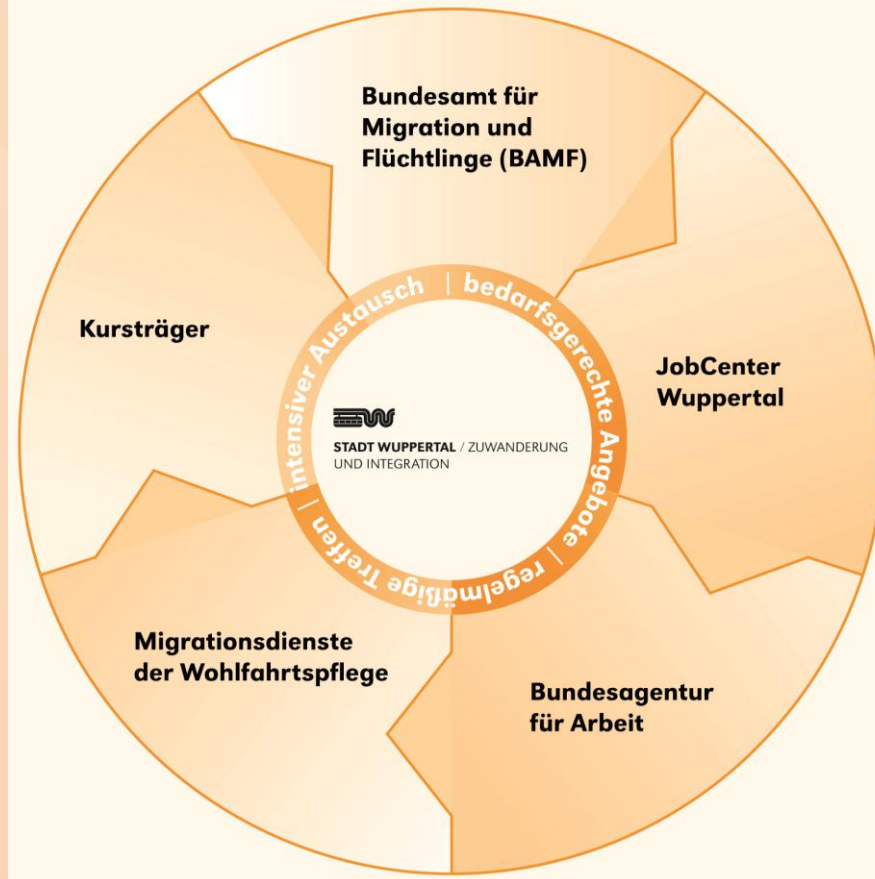 Bundesamt für
Migration und
Flüchtlinge (BAMF)
JobCenter
Wuppertal
Bundesagentur
für Arbeit
Migrationsdienste
der Wohlfahrtspflege
Kursträger
intensiver Austausch | bedarfsgerechte Angebote | regelmäßige Treffen |
STADT WUPPERTAL / ZUWANDERUNG
UND INTEGRATION